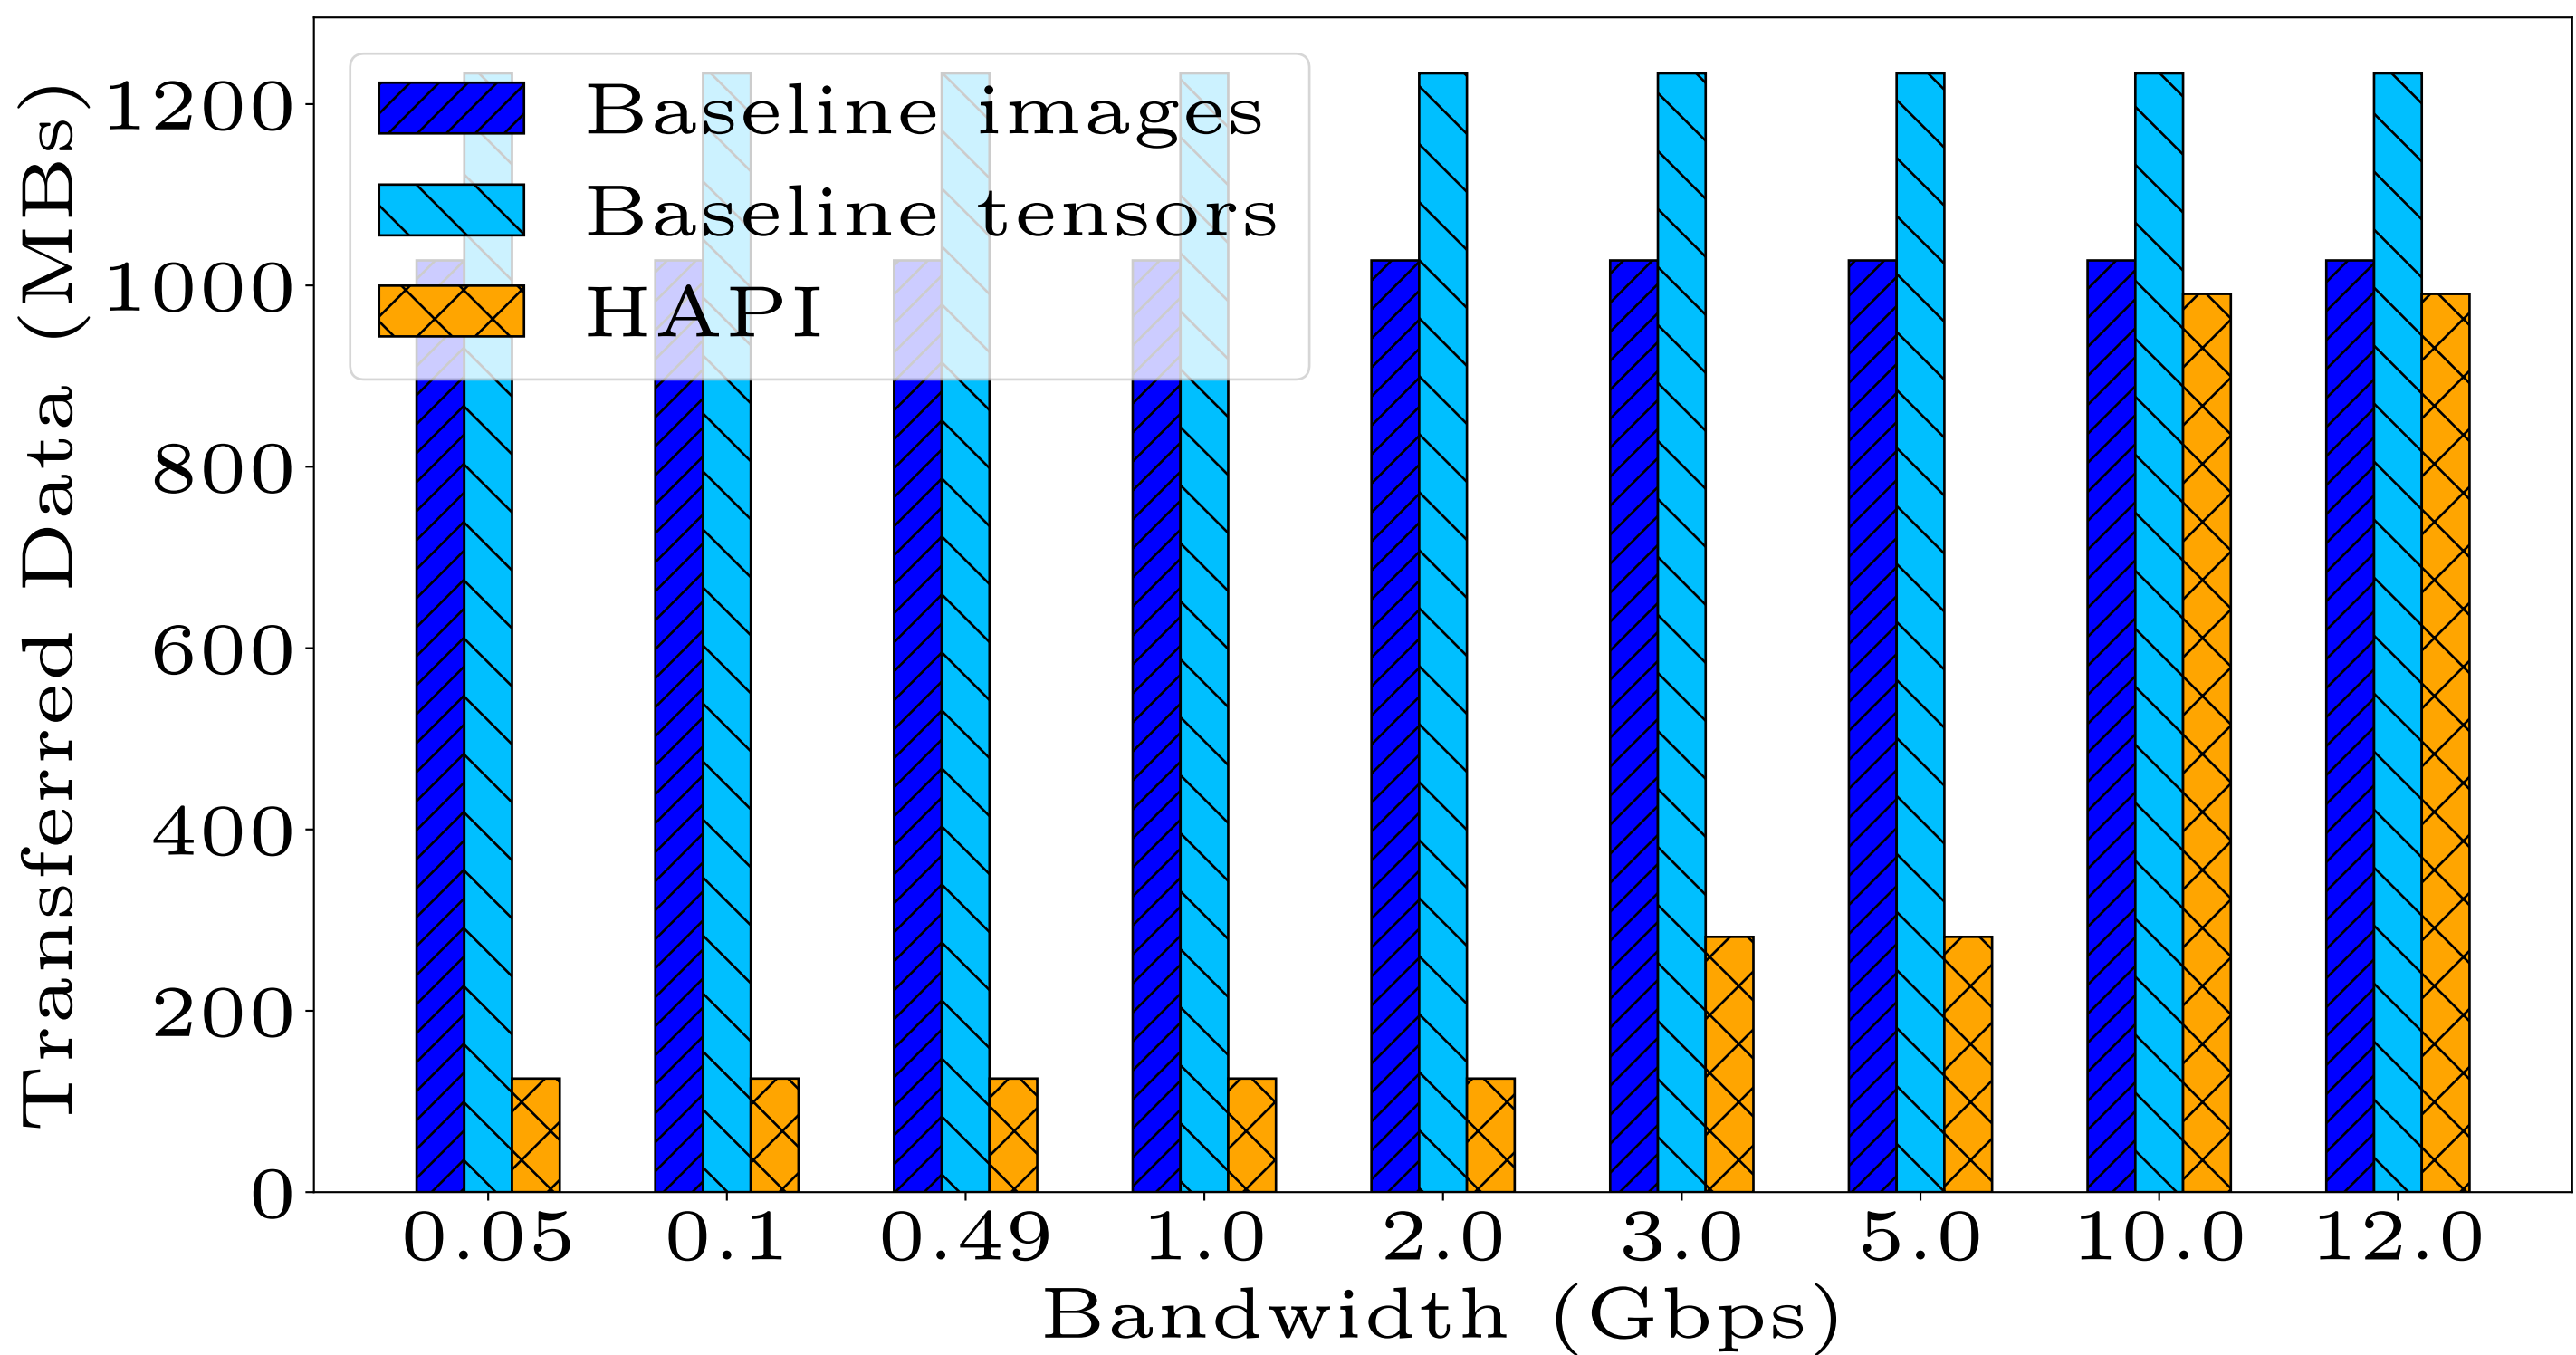 Transferred Data (MBs)
1200
1000
800
600
400
200
0
Baseline images
Baseline tensors
HAPI
0.05 0.1 0.49 1.0 2.0 3.0 5.0 10.0 12.0
Bandwidth (Gbps)